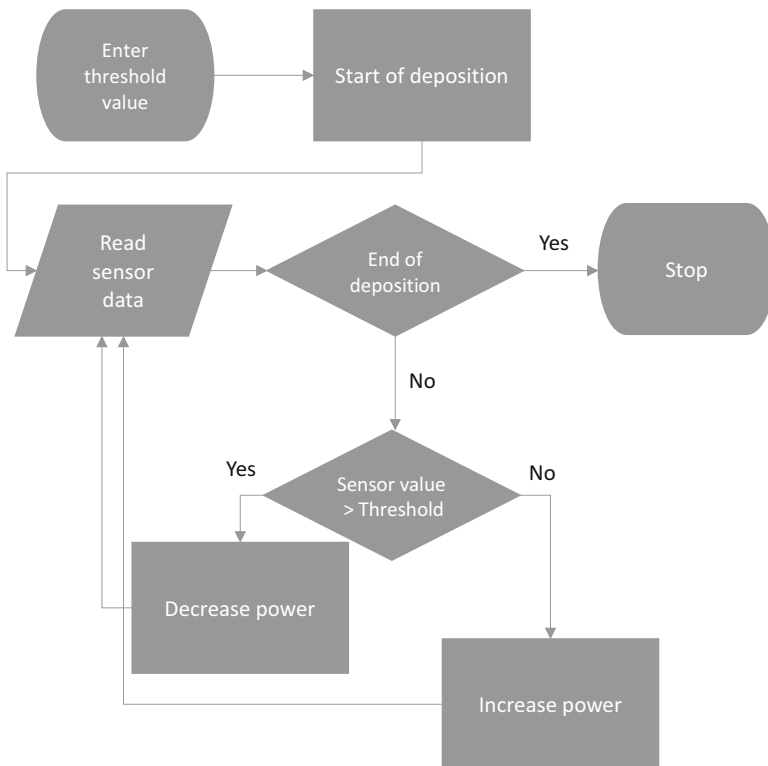 Enter
threshold
value
Start of deposition
Read
sensor
data
End of
deposition
Yes
Stop
No
Sensor value
> Threshold
Yes
No
Decrease power
Increase power